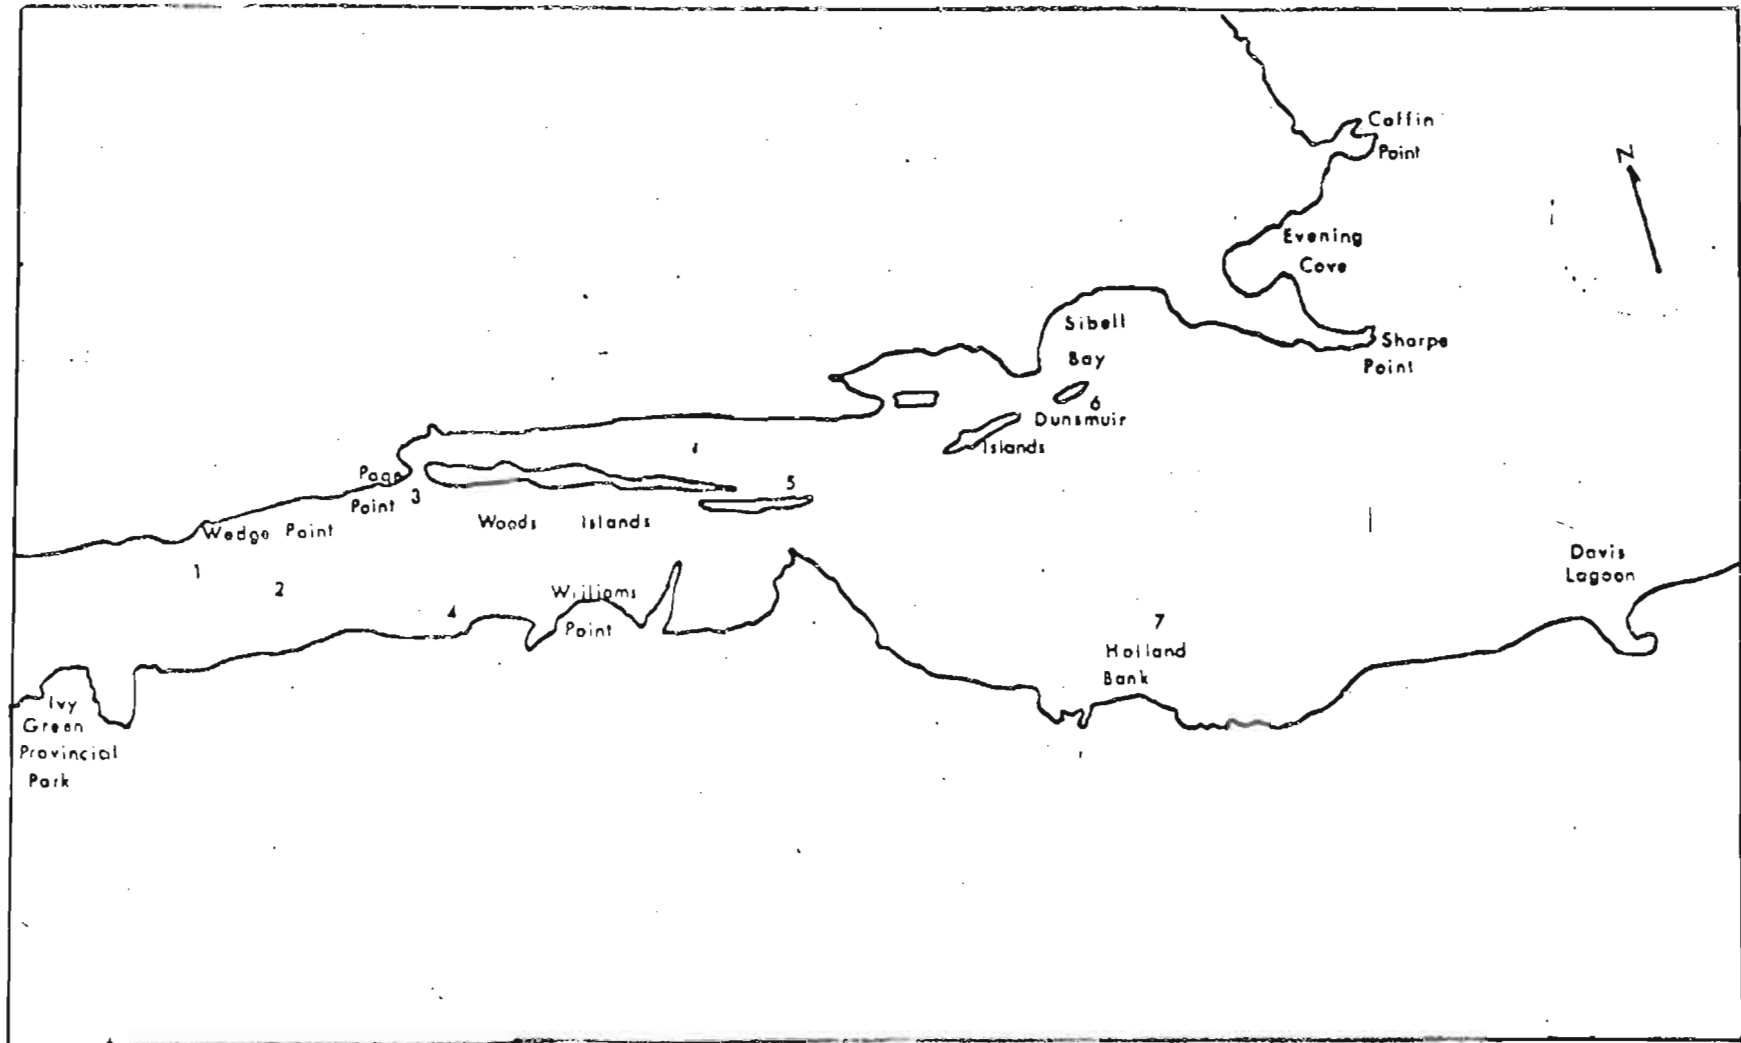 Coffin
Point
N
Evening
Cove
Sibell
Bay
Sharpe
Point
6
Dunsmuir
Islands
Page
Point
3
5
Woods Islands
Wedge Point
1
2
4
Williams
Point
Davis
Lagoon
7
Holland
Bank
Ivy
Green
Provincial
Park